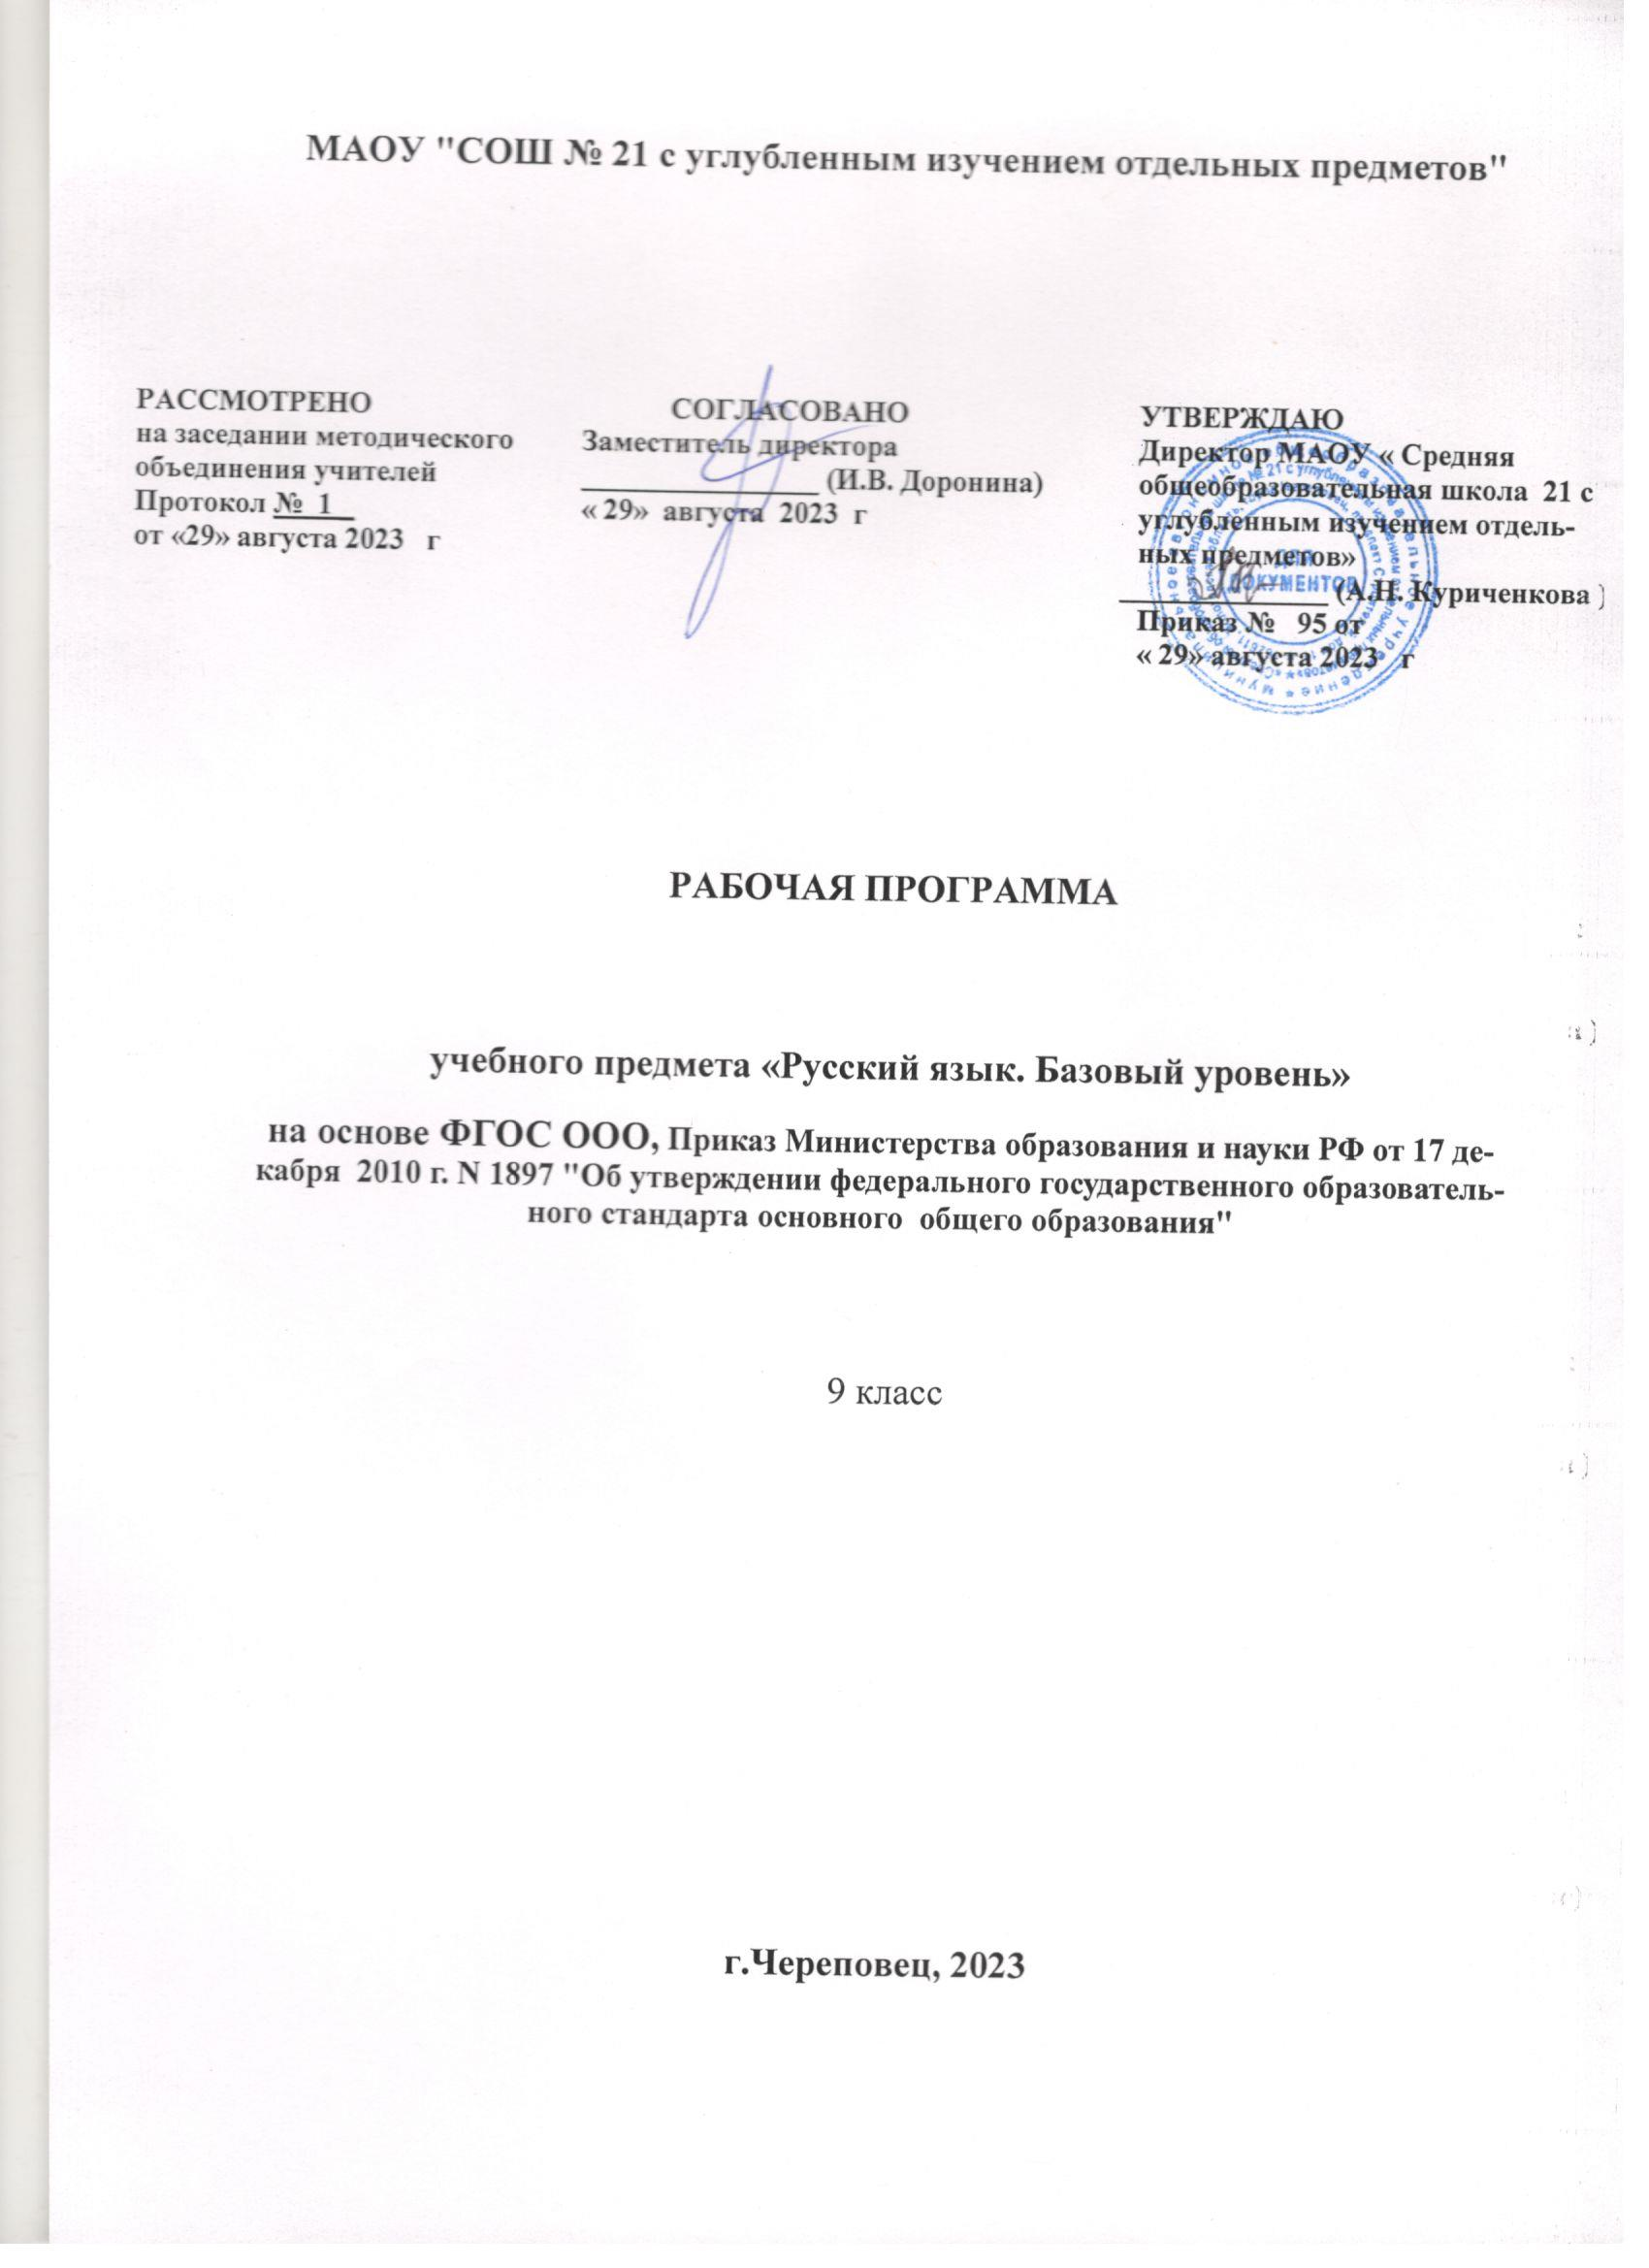 МАОУ "СОШ № 21 с углубленным изучением отдельных предметов"
РАССМОТРЕНО
на заседании методического
объединения учителей
Протокол № 1
от «29» августа 2023 г
СОГЛАСОВАНО
Заместитель директора
(И.В. Доронина)
« 29» августа 2023 г
УТВЕРЖДАЮ
Директор МАОУ « Средняя
общеобразовательная школа 21 с
углубленным изучением отдель-
ных предметов»
(А.Н. Куриченкова )
Приказ № 95 от
« 29» августа 2023 г
ДЛЯ
ДОКУМЕНТОВ
РАБОЧАЯ ПРОГРАММА
учебного предмета «Русский язык. Базовый уровень»
на основе ФГОС ООО, Приказ Министерства образования и науки РФ от 17 де-
кабря 2010 г. N 1897 "Об утверждении федерального государственного образователь-
ного стандарта основного общего образования"
9 класс
г.Череповец, 2023